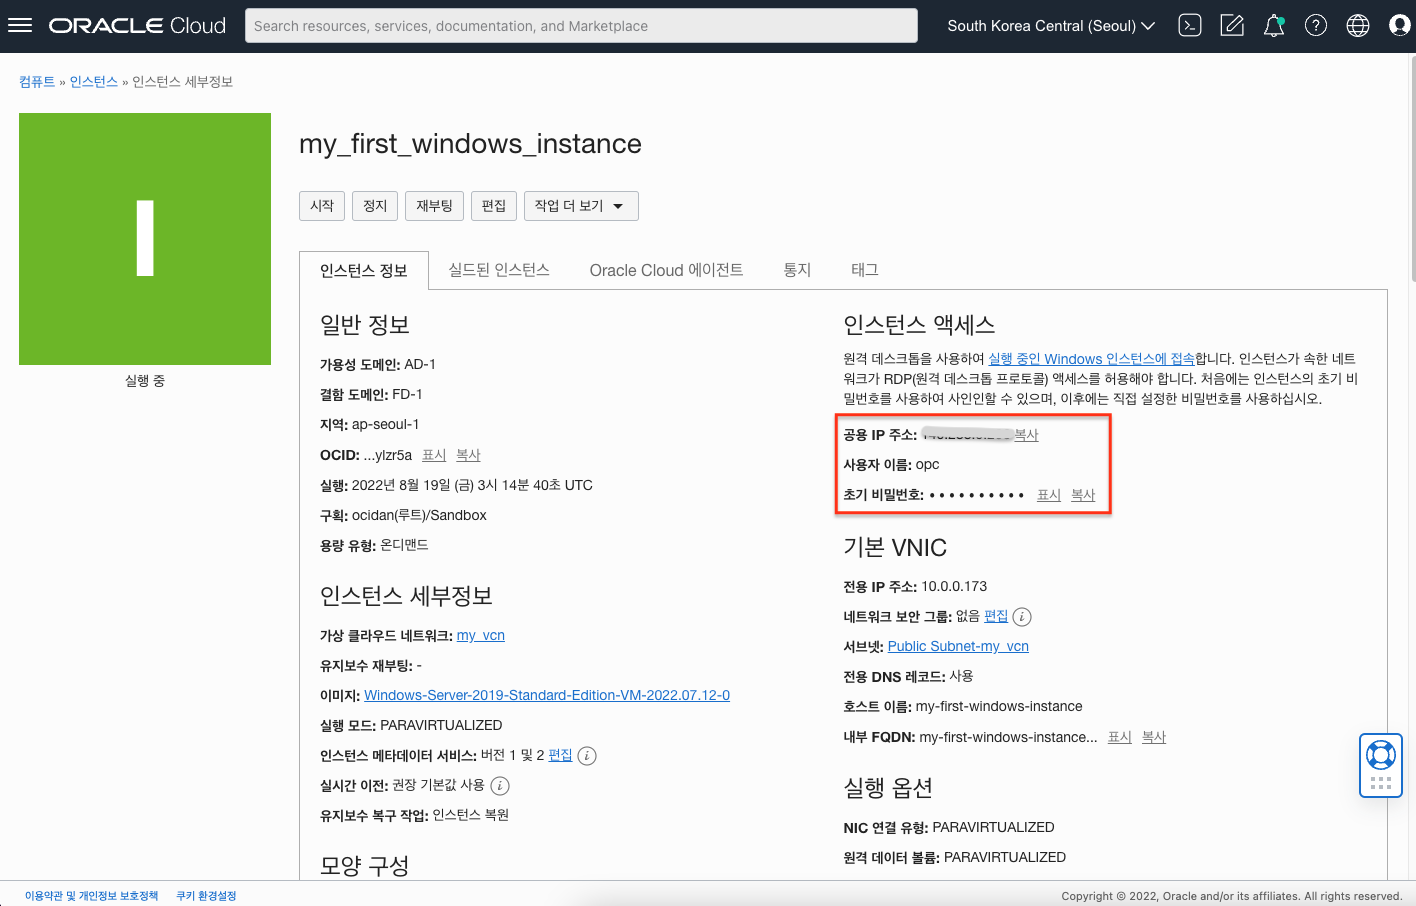 ORACLE Cloud
Search resources, services, documentation, and Marketplace
South Korea Central (Seoul)
컴퓨트 » 인스턴스 » 인스턴스 세부정보
I
실행 중
my_first_windows_instance
시작 정지 재부팅 편집 작업 더 보기
인스턴스 정보 실드된 인스턴스 Oracle Cloud 에이전트 통지 태그
일반 정보
가용성 도메인: AD-1
결함 도메인: FD-1
지역: ap-seoul-1
OCID: ...ylzr5a 표시 복사
실행: 2022년 8월 19일 (금) 3시 14분 40초 UTC
구획: ocidan(루트)/Sandbox
용량 유형: 온디맨드
인스턴스 세부정보
가상 클라우드 네트워크: my_vcn
유지보수 재부팅: -
이미지: Windows-Server-2019-Standard-Edition-VM-2022.07.12-0
실행 모드: PARAVIRTUALIZED
인스턴스 메타데이터 서비스: 버전 1 및 2 편집
실시간 이전: 권장 기본값 사용
유지보수 복구 작업: 인스턴스 복원
모양 구성
인스턴스 액세스
원격 데스크톱을 사용하여 실행 중인 Windows 인스턴스에 접속합니다. 인스턴스가 속한 네트
워크가 RDP(원격 데스크톱 프로토콜) 액세스를 허용해야 합니다. 처음에는 인스턴스의 초기 비
밀번호를 사용하여 사인인할 수 있으며, 이후에는 직접 설정한 비밀번호를 사용하십시오.
공용 IP 주소: 복사
사용자 이름: opc
초기 비밀번호: •••••••••• 표시 복사
기본 VNIC
전용 IP 주소: 10.0.0.173
네트워크 보안 그룹: 없음 편집
서브넷: Public Subnet-my_vcn
전용 DNS 레코드: 사용
호스트 이름: my-first-windows-instance
내부 FQDN: my-first-windows-instance... 표시 복사
실행 옵션
NIC 연결 유형: PARAVIRTUALIZED
원격 데이터 볼륨: PARAVIRTUALIZED
이용약관 및 개인정보 보호정책 쿠키 환경설정
Copyright © 2022, Oracle and/or its affiliates. All rights reserved.